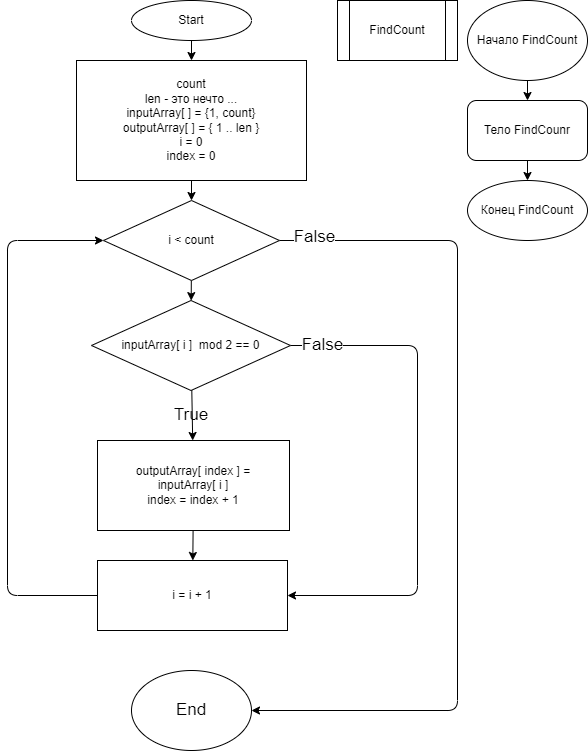 Start
FindCount
Начало FindCount
count
len - это нечто ...
inputArray[ ] = {1, count}
outputArray[ ] = { 1 .. len }
i = 0
index = 0
Тело FindCounr
Конец FindCount
i < count
False
inputArray[ i ] mod 2 == 0
False
True
outputArray[ index ] =
inputArray[ i ]
index = index + 1
i = i + 1
End